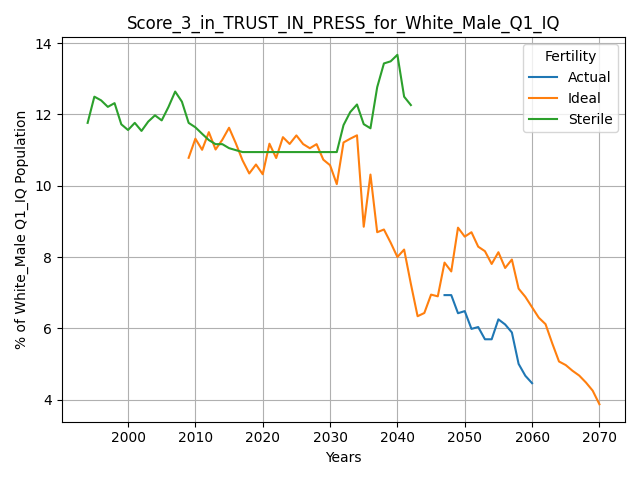 Score_3_in_TRUST_IN_PRESS_for_White_Male_Q1_IQ
Fertility
Actual
Ideal
Sterile
% of White_Male Q1_IQ Population
14
12
10
8
6
4
2000 2010 2020 2030 2040 2050 2060 2070
Years